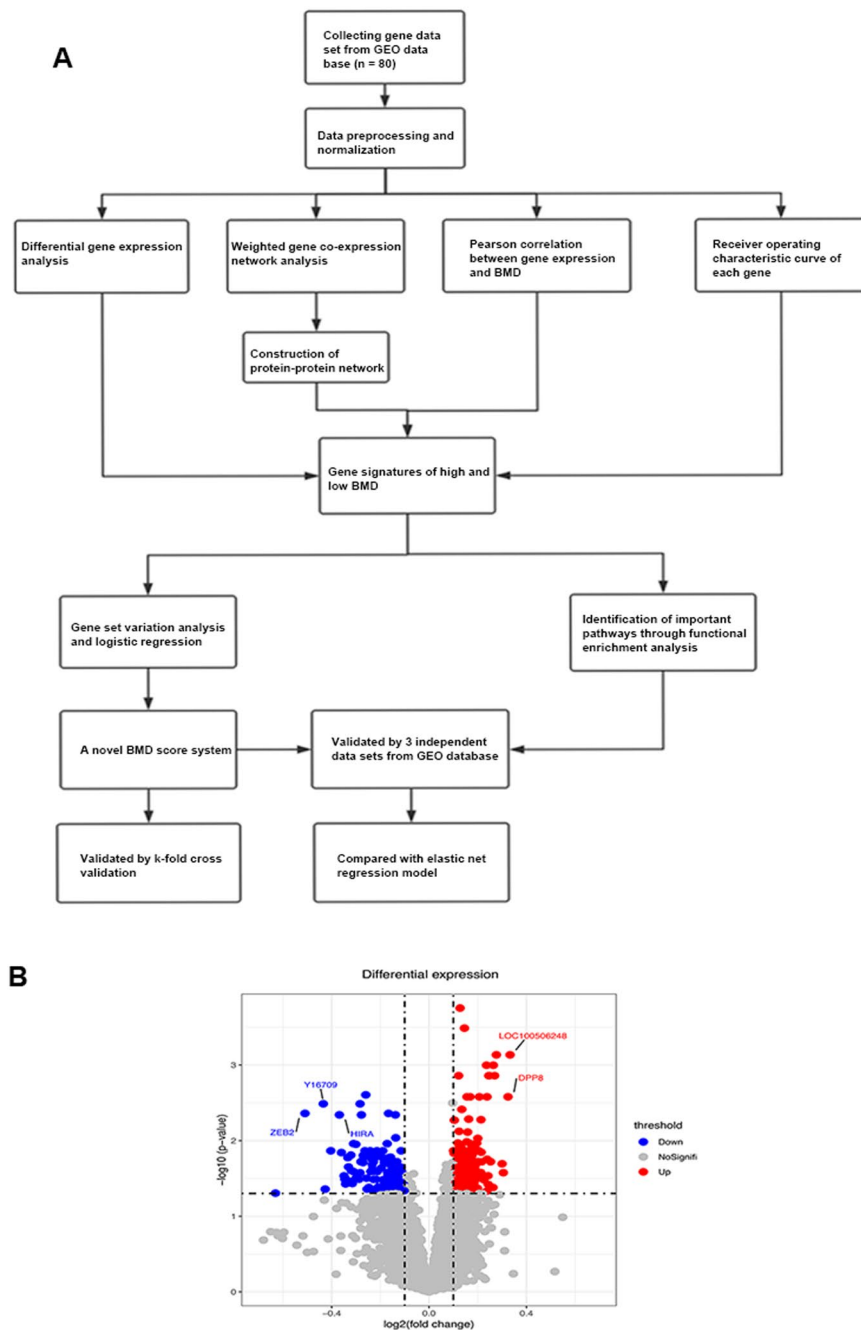 A
Collecting gene data
set from GEO data
base (n = 80)
Data preprocessing and
normalization
Differential gene expression
analysis
Weighted gene co-expression
network analysis
Pearson correlation
between gene expression
and BMD
Receiver operating
characteristic curve of
each gene
Construction of
protein-protein network
Gene signatures of high and
low BMD
Gene set variation analysis
and logistic regression
Identification of important
pathways through functional
enrichment analysis
A novel BMD score system
Validated by 3 independent
data sets from GEO database
Validated by k-fold cross
validation
Compared with elastic net
regression model
B
Differential expression
LOC100506248
DPP8
Y16709
ZEB2
HIRA
threshold
Down
NoSignifi
Up
3
2
1
0
-log10 (p-value)
−0.4 0.0 0.4
log2(fold change)